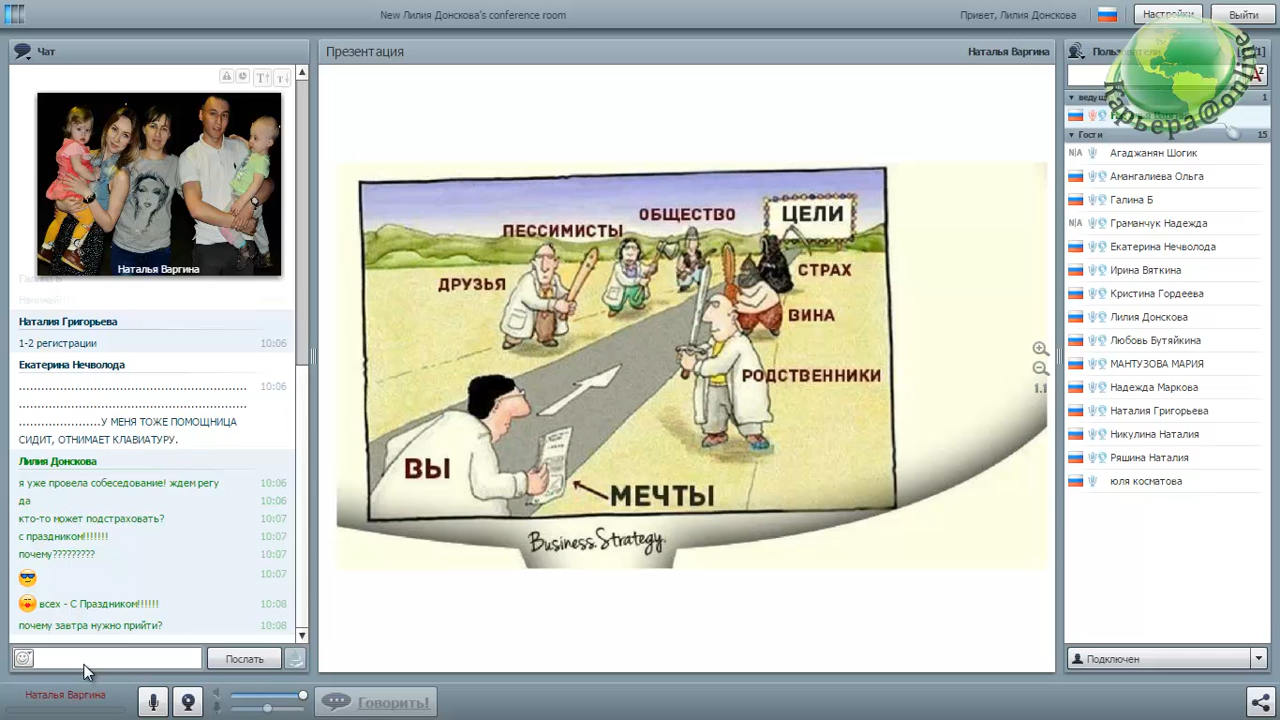 New Лилия Донскова's conference room
Привет, Лилия Донскова
Настройки
Выйти
Чат
Наталья Варгина
Наталия Григорьева
1-2 регистрации 10:06
Екатерина Нечволода
............................................... 10:06
...............................................
......................У МЕНЯ ТОЖЕ ПОМОЩНИЦА
СИДИТ, ОТНИМАЕТ КЛАВИАТУРУ.
Лилия Донскова
я уже провела собеседование! ждем регу 10:06
да 10:06
кто-то может подстраховать? 10:07
с праздником!!!!!!! 10:07
почему????????? 10:07
10:07
всех - С Праздником!!!!!! 10:08
почему завтра нужно прийти? 10:08
Послать
Наталья Варгина
Говорить!
Презентация
Наталья Варгина
ПЕССИМИСТЫ
ОБЩЕСТВО
ЦЕЛИ
ДРУЗЬЯ
СТРАХ
ВИНА
РОДСТВЕННИКИ
ВЫ
МЕЧТЫ
Business.Strategy.
1.1
Карьера@online
Гости 15
N|A Агаджанян Шогик
Амангалиева Ольга
Галина Б
N|A Граманчук Надежда
Екатерина Нечволода
Ирина Вяткина
Кристина Гордеева
Лилия Донскова
Любовь Бутяйкина
МАНТУЗОВА МАРИЯ
Надежда Маркова
Наталия Григорьева
Никулина Наталия
Ряшина Наталия
юля косматова
Подключен